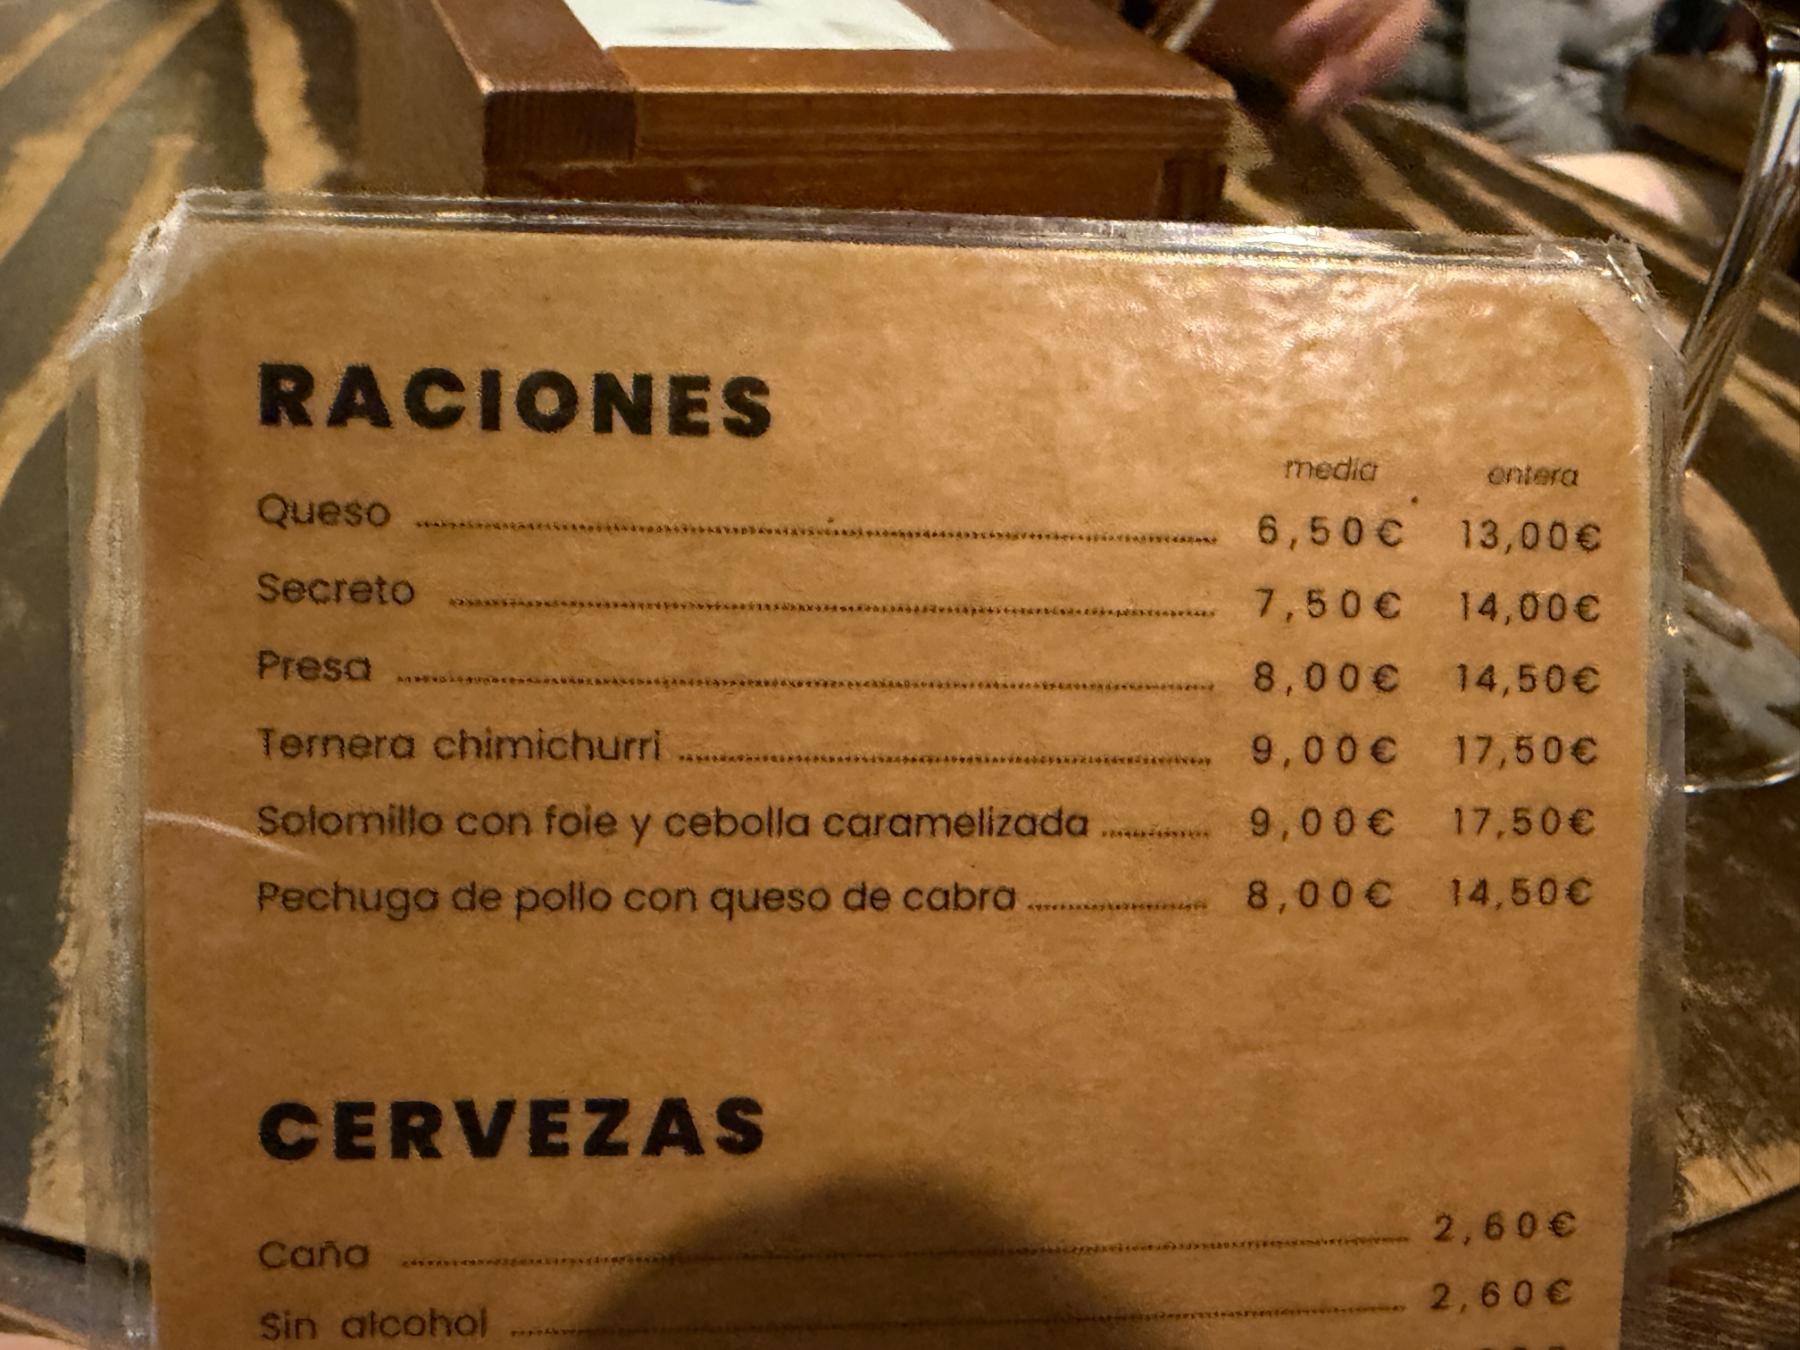 RACIONES
media entera
Queso 6,50€ 13,00€
Secreto 7,50€ 14,00€
Presa 8,00€ 14,50€
Ternera chimichurri 9,00€ 17,50€
Solomillo con foie y cebolla caramelizada 9,00€ 17,50€
Pechuga de pollo con queso de cabra 8,00€ 14,50€
CERVEZAS
Caña 2,60€
Sin alcohol 2,60€